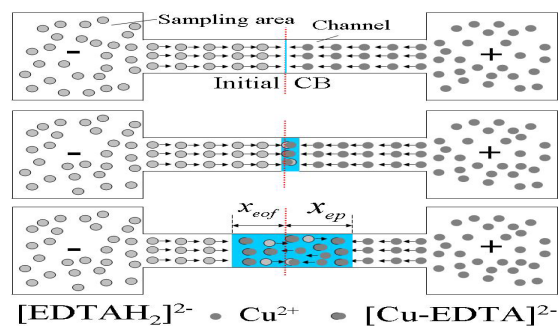 Sampling area
Channel
- +
Initial CB
- +
x_eof x_ep
- +
[EDTAH₂]²⁻ Cu²⁺ [Cu-EDTA]²⁻